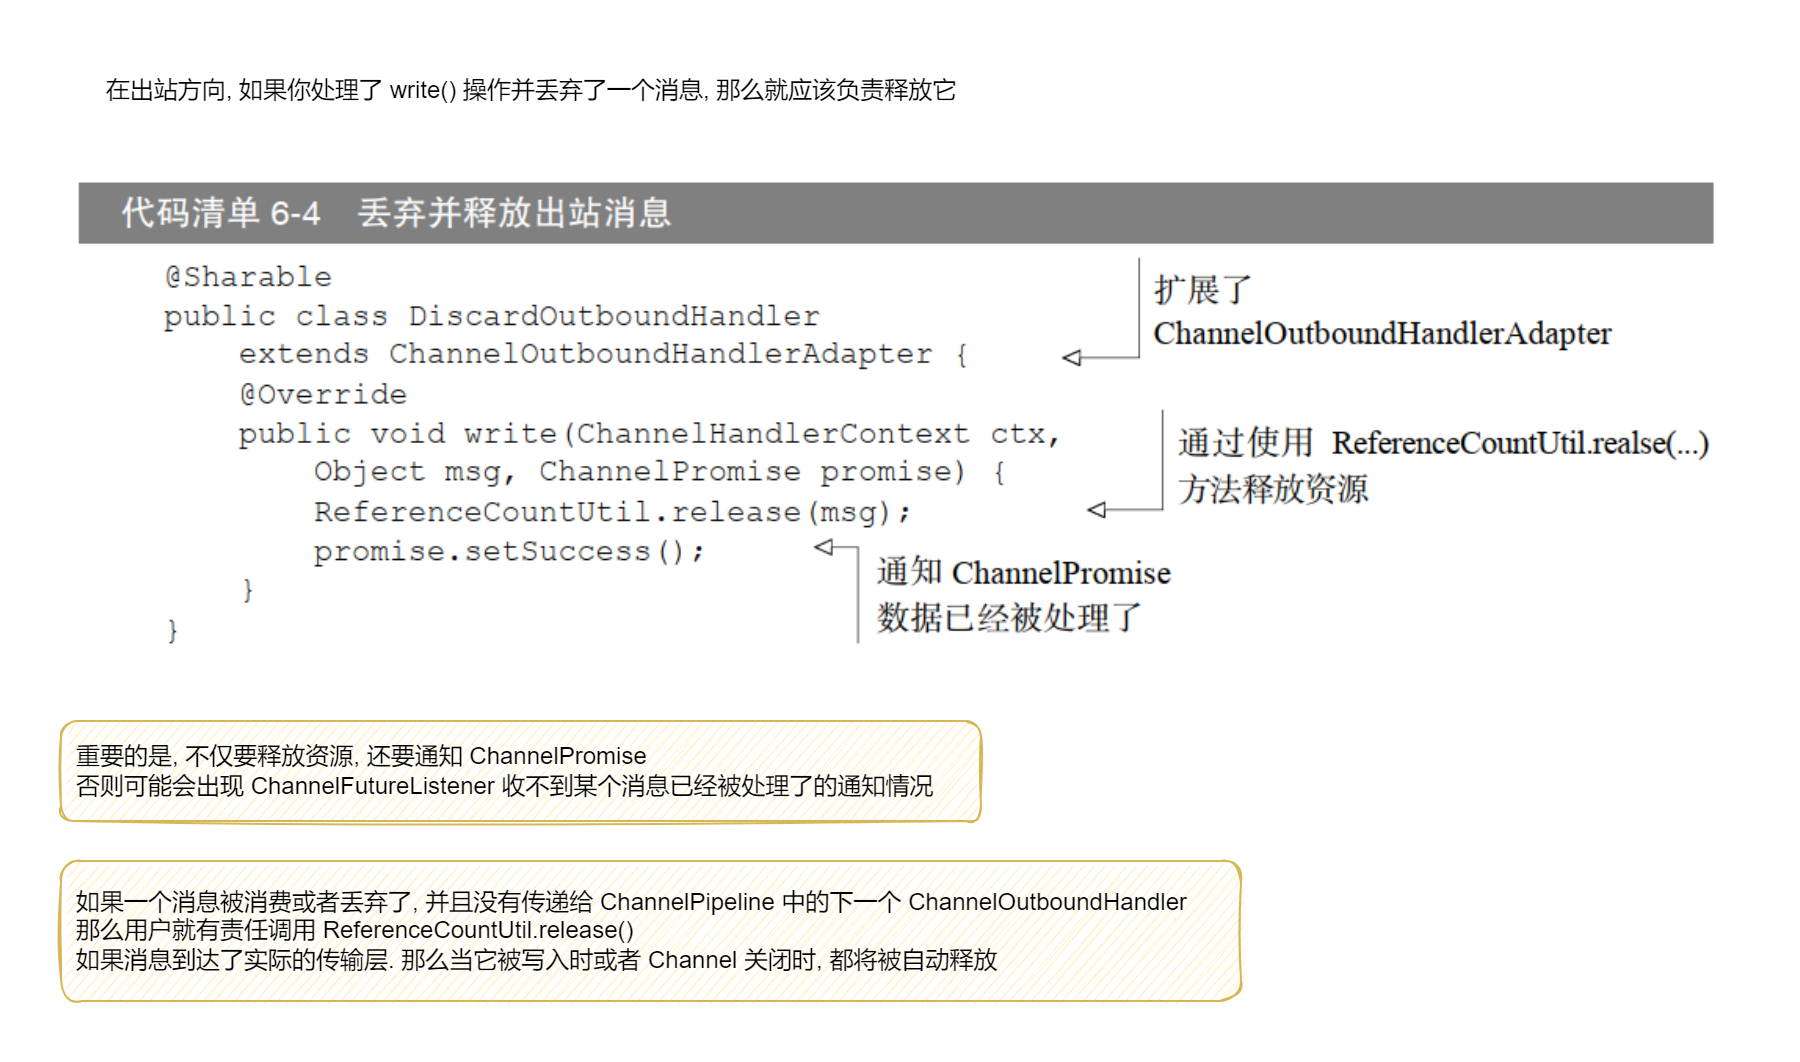 在出站方向, 如果你处理了 write() 操作并丢弃了一个消息, 那么就应该负责释放它
代码清单 6-4 丢弃并释放出站消息
@Sharable
public class DiscardOutboundHandler
extends ChannelOutboundHandlerAdapter {
@Override
public void write(ChannelHandlerContext ctx,
Object msg, ChannelPromise promise) {
ReferenceCountUtil.release(msg);
promise.setSuccess();
}
}
扩展了
ChannelOutboundHandlerAdapter
通过使用 ReferenceCountUtil.realse(...)
方法释放资源
通知 ChannelPromise
数据已经被处理了
重要的是, 不仅要释放资源, 还要通知 ChannelPromise
否则可能会出现 ChannelFutureListener 收不到某个消息已经被处理了的通知情况
如果一个消息被消费或者丢弃了, 并且没有传递给 ChannelPipeline 中的下一个 ChannelOutboundHandler
那么用户就有责任调用 ReferenceCountUtil.release()
如果消息到达了实际的传输层. 那么当它被写入时或者 Channel 关闭时, 都将被自动释放